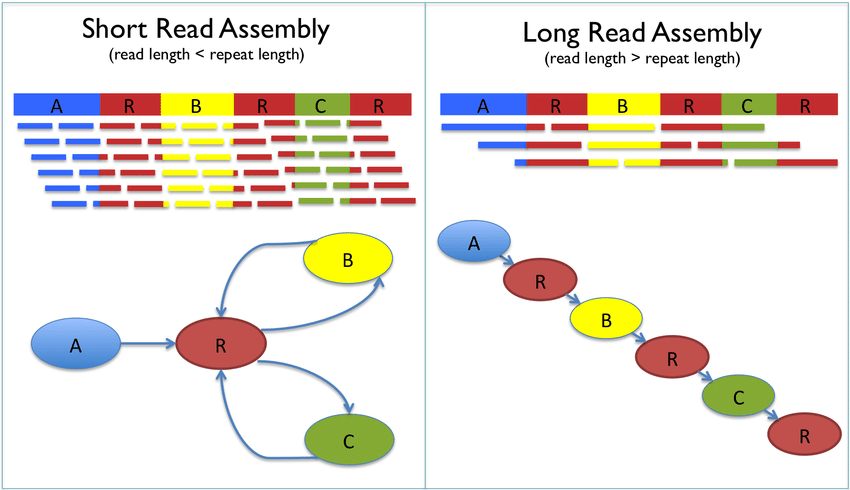 Short Read Assembly
(read length < repeat length)
A R B R C R
B
A R
C
Long Read Assembly
(read length > repeat length)
A R B R C R
A
R
B
R
C
R